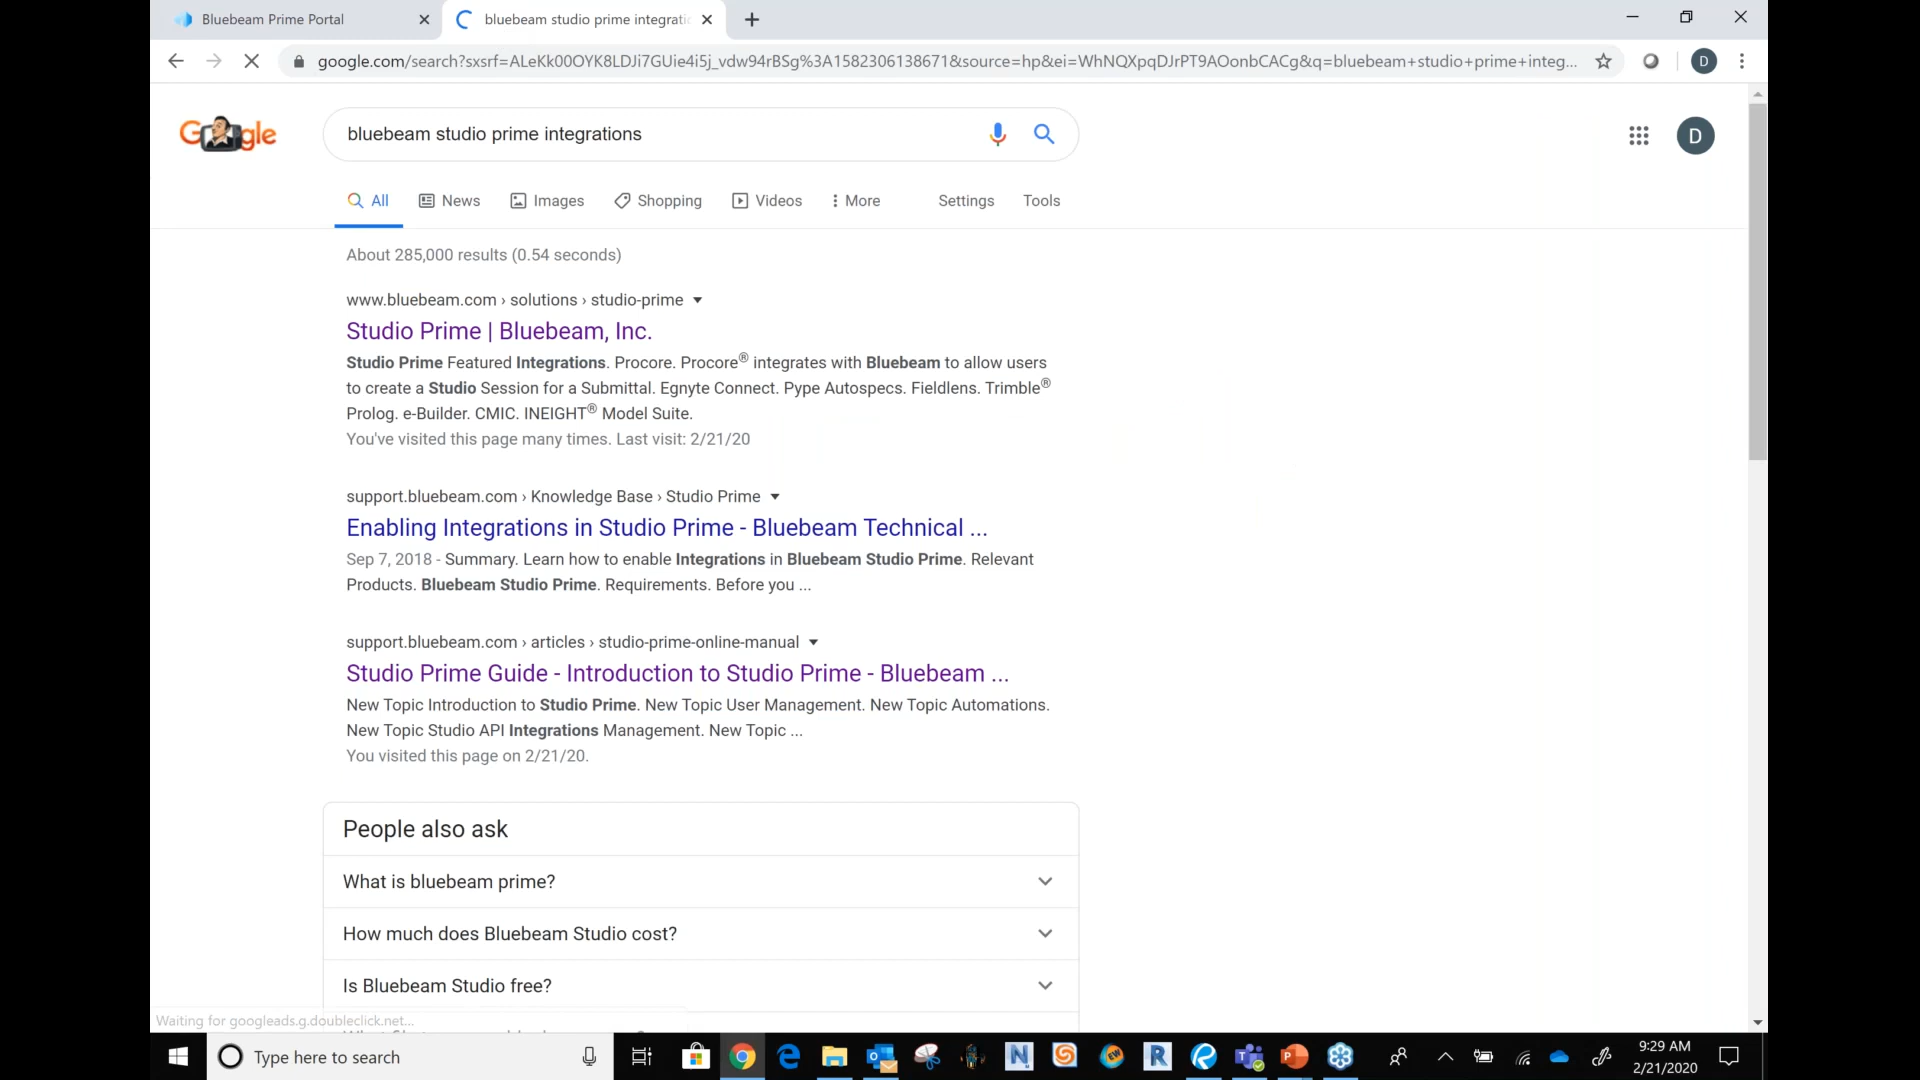 Bluebeam Prime Portal
bluebeam studio prime integrati
google.com/search?sxsrf=ALeKk00OYK8LDJi7GUie4i5j_vdw94rBSg%3A1582306138671&source=hp&ei=WhNQXpqDJrPT9AOonbCACg&q=bluebeam+studio+prime+integ...
D
Google
bluebeam studio prime integrations
D
All News Images Shopping Videos More Settings Tools
About 285,000 results (0.54 seconds)
www.bluebeam.com › solutions › studio-prime
Studio Prime | Bluebeam, Inc.
Studio Prime Featured Integrations. Procore. Procore® integrates with Bluebeam to allow users
to create a Studio Session for a Submittal. Egnyte Connect. Pype Autospecs. Fieldlens. Trimble®
Prolog. e-Builder. CMIC. INEIGHT® Model Suite.
You've visited this page many times. Last visit: 2/21/20
support.bluebeam.com › Knowledge Base › Studio Prime
Enabling Integrations in Studio Prime - Bluebeam Technical ...
Sep 7, 2018 - Summary. Learn how to enable Integrations in Bluebeam Studio Prime. Relevant
Products. Bluebeam Studio Prime. Requirements. Before you ...
support.bluebeam.com › articles › studio-prime-online-manual
Studio Prime Guide - Introduction to Studio Prime - Bluebeam ...
New Topic Introduction to Studio Prime. New Topic User Management. New Topic Automations.
New Topic Studio API Integrations Management. New Topic ...
You visited this page on 2/21/20.
People also ask
What is bluebeam prime?
How much does Bluebeam Studio cost?
Is Bluebeam Studio free?
Waiting for googleads.g.doubleclick.net...
Type here to search
9:29 AM
2/21/2020